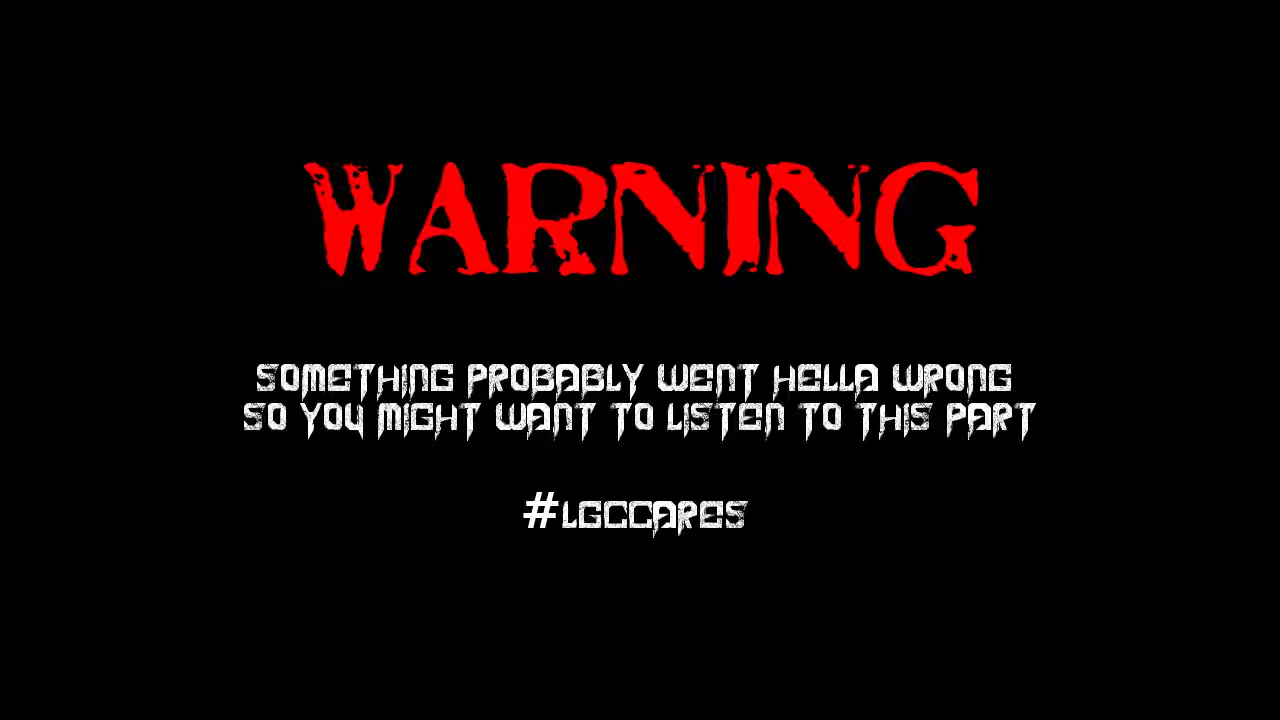 WARNING
SOMETHING PROBABLY WENT HELLA WRONG
SO YOU MIGHT WANT TO LISTEN TO THIS PART
#LGCCARES